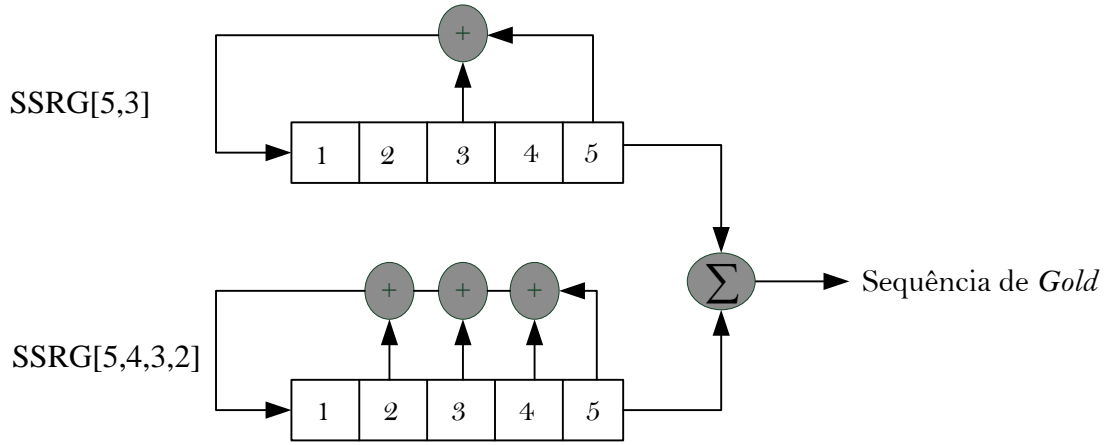 +
SSRG[5,3]
1 2 3 4 5
∑ Sequência de Gold
+ + +
SSRG[5,4,3,2]
1 2 3 4 5